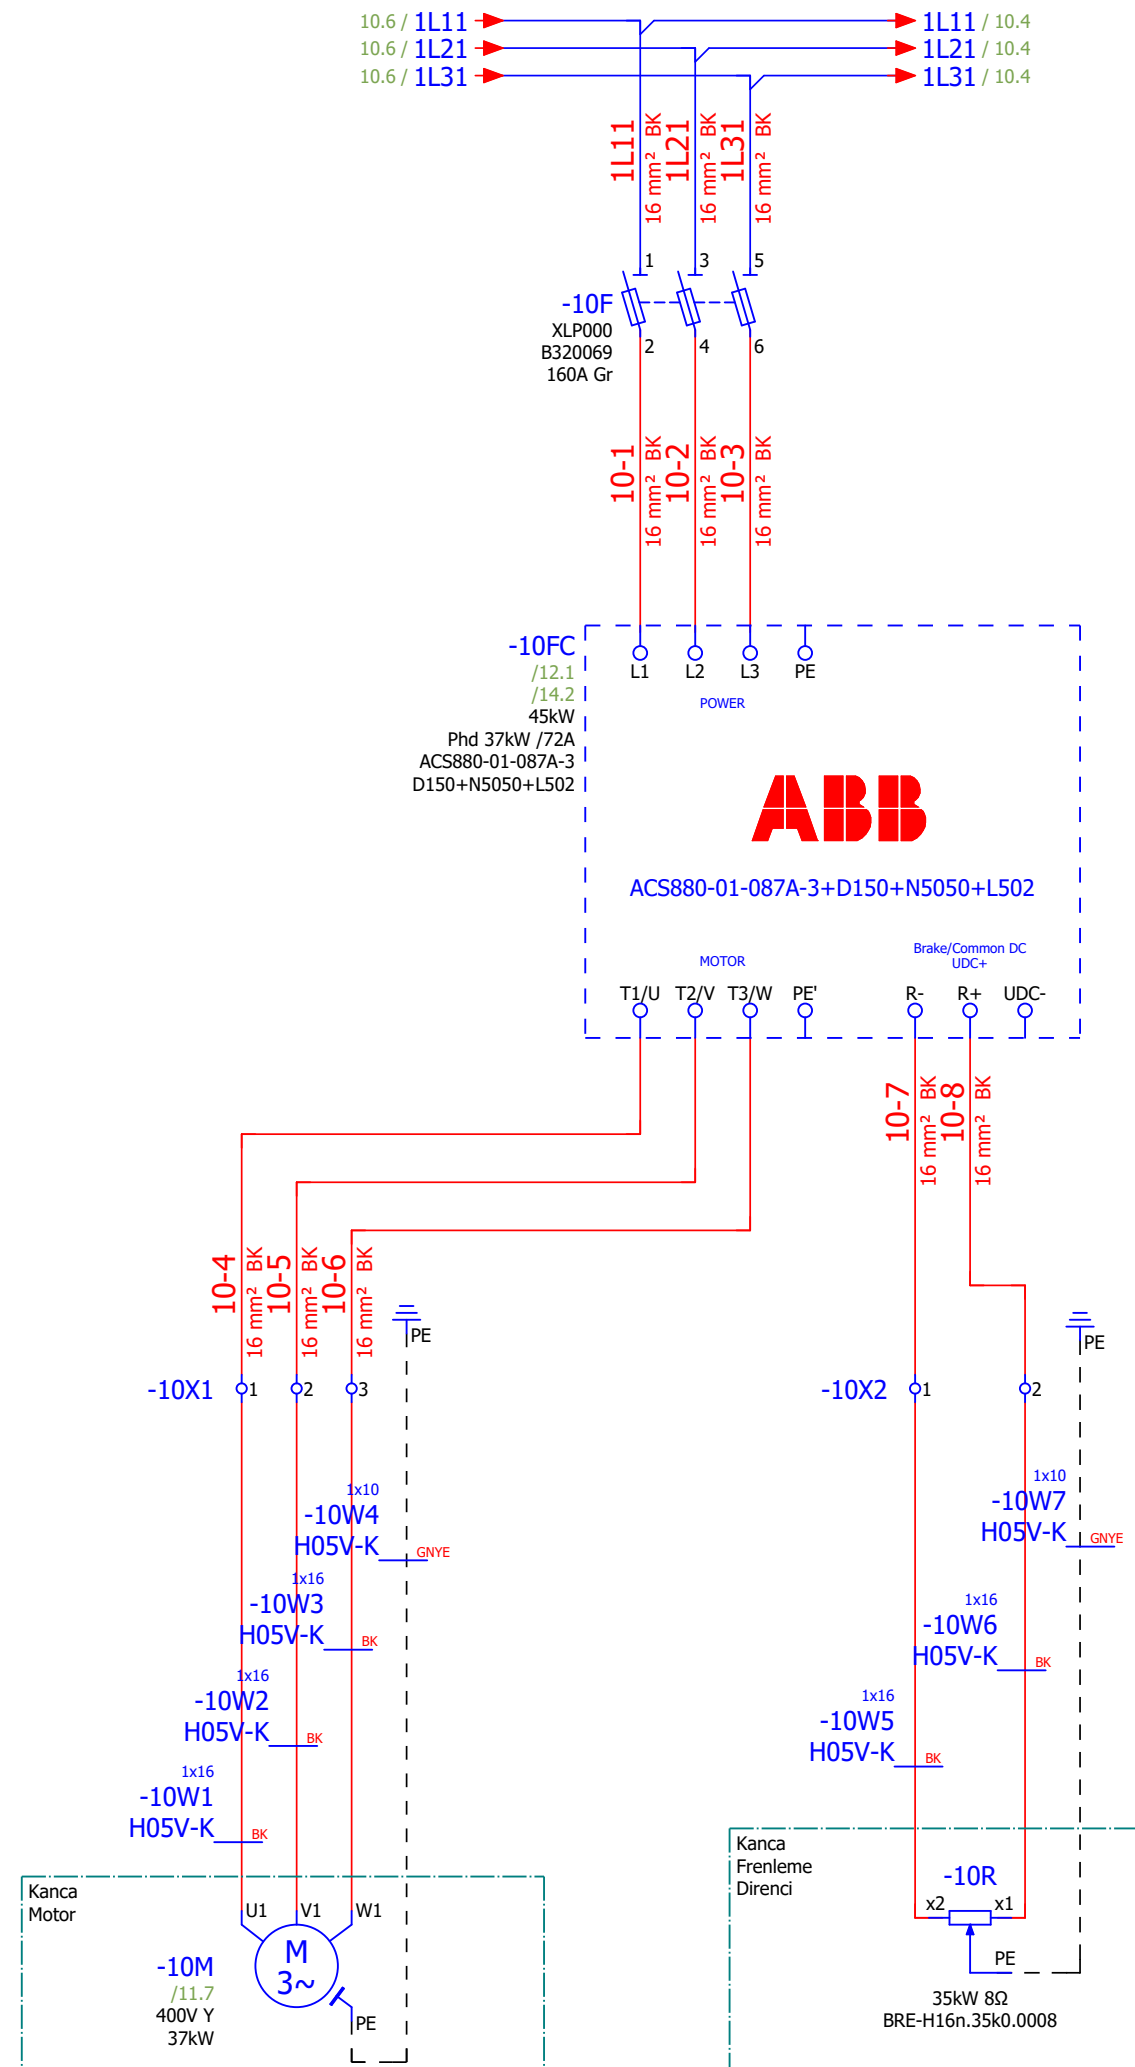 10.6 / 1L11 1L11 / 10.4
10.6 / 1L21 1L21 / 10.4
10.6 / 1L31 1L31 / 10.4
1L11 16 mm² BK 1L21 16 mm² BK 1L31 16 mm² BK
1 3 5
-10F
XLP000
B320069
160A Gr
2 4 6
10-1 16 mm² BK 10-2 16 mm² BK 10-3 16 mm² BK
-10FC
/12.1
/14.2
45kW
Phd 37kW /72A
ACS880-01-087A-3
D150+N5050+L502
L1 L2 L3 PE
POWER
ABB
ACS880-01-087A-3+D150+N5050+L502
MOTOR
Brake/Common DC
UDC+
T1/U T2/V T3/W PE' R- R+ UDC-
10-7 16 mm² BK 10-8 16 mm² BK
10-4 16 mm² BK 10-5 16 mm² BK 10-6 16 mm² BK
PE
PE
-10X1 1 2 3
-10X2 1 2
1x10
-10W4
H05V-K GNYE
1x16
-10W3
H05V-K BK
1x16
-10W2
H05V-K BK
1x16
-10W1
H05V-K BK
1x10
-10W7
H05V-K GNYE
1x16
-10W6
H05V-K BK
1x16
-10W5
H05V-K BK
Kanca
Motor
U1 V1 W1
M
3~
-10M
/11.7
400V Y
37kW
PE
Kanca
Frenleme
Direnci
-10R
x2 x1
PE
35kW 8Ω
BRE-H16n.35k0.0008